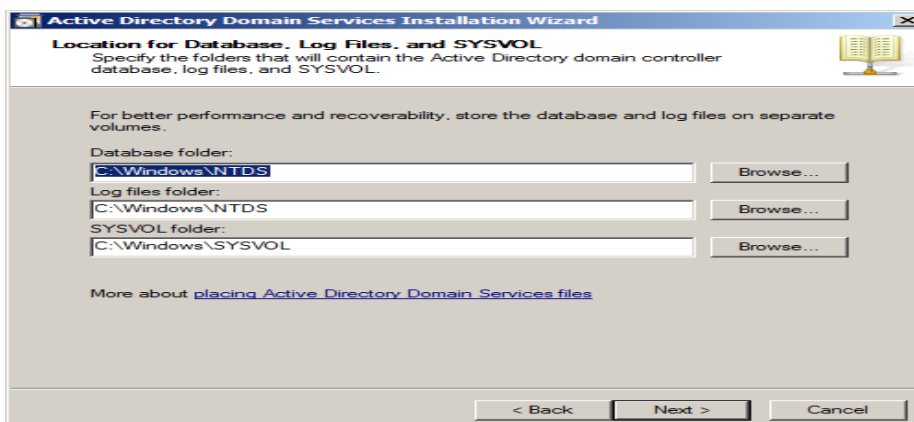 Active Directory Domain Services Installation Wizard
Location for Database, Log Files, and SYSVOL
Specify the folders that will contain the Active Directory domain controller
database, log files, and SYSVOL.
For better performance and recoverability, store the database and log files on separate
volumes.
Database folder:
C:\Windows\NTDS
Browse...
Log files folder:
C:\Windows\NTDS
Browse...
SYSVOL folder:
C:\Windows\SYSVOL
Browse...
More about placing Active Directory Domain Services files
< Back
Next >
Cancel